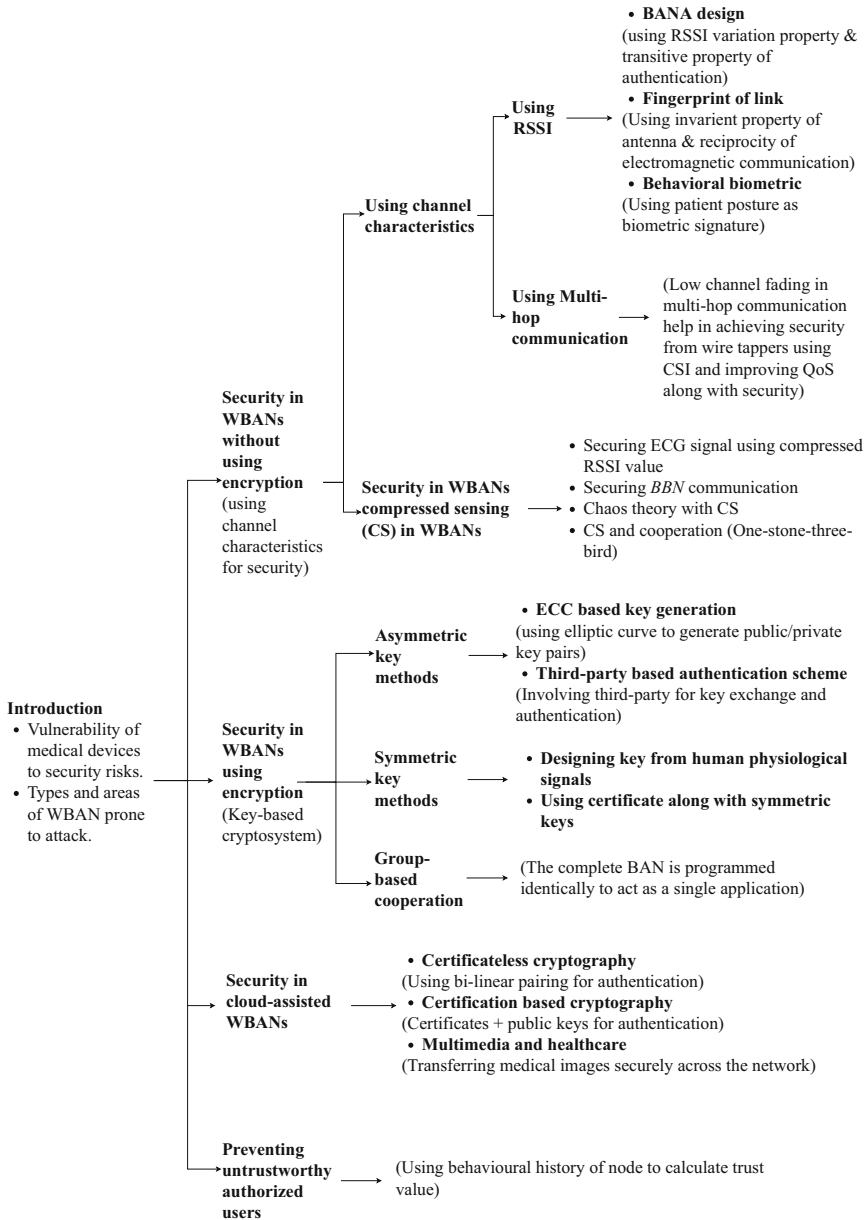 Introduction
• Vulnerability of
medical devices
to security risks.
• Types and areas
of WBAN prone
to attack.
Security in
WBANs
without
using
encryption
(using
channel
characteristics
for security)
Using channel
characteristics
Using
RSSI
• BANA design
(using RSSI variation property &
transitive property of
authentication)
• Fingerprint of link
(Using invarient property of
antenna & reciprocity of
electromagnetic communication)
• Behavioral biometric
(Using patient posture as
biometric signature)
Using Multi-
hop
communication
(Low channel fading in
multi-hop communication
help in achieving security
from wire tappers using
CSI and improving QoS
along with security)
Security in WBANs
compressed sensing
(CS) in WBANs
• Securing ECG signal using compressed
RSSI value
• Securing BBN communication
• Chaos theory with CS
• CS and cooperation (One-stone-three-
bird)
Security in
WBANs
using
encryption
(Key-based
cryptosystem)
Asymmetric
key
methods
• ECC based key generation
(using elliptic curve to generate public/private
key pairs)
• Third-party based authentication scheme
(Involving third-party for key exchange and
authentication)
Symmetric
key
methods
• Designing key from human physiological
signals
• Using certificate along with symmetric
keys
Group-
based
cooperation
(The complete BAN is programmed
identically to act as a single application)
Security in
cloud-assisted
WBANs
• Certificateless cryptography
(Using bi-linear pairing for authentication)
• Certification based cryptography
(Certificates + public keys for authentication)
• Multimedia and healthcare
(Transferring medical images securely across the network)
Preventing
untrustworthy
authorized
users
(Using behavioural history of node to calculate trust
value)